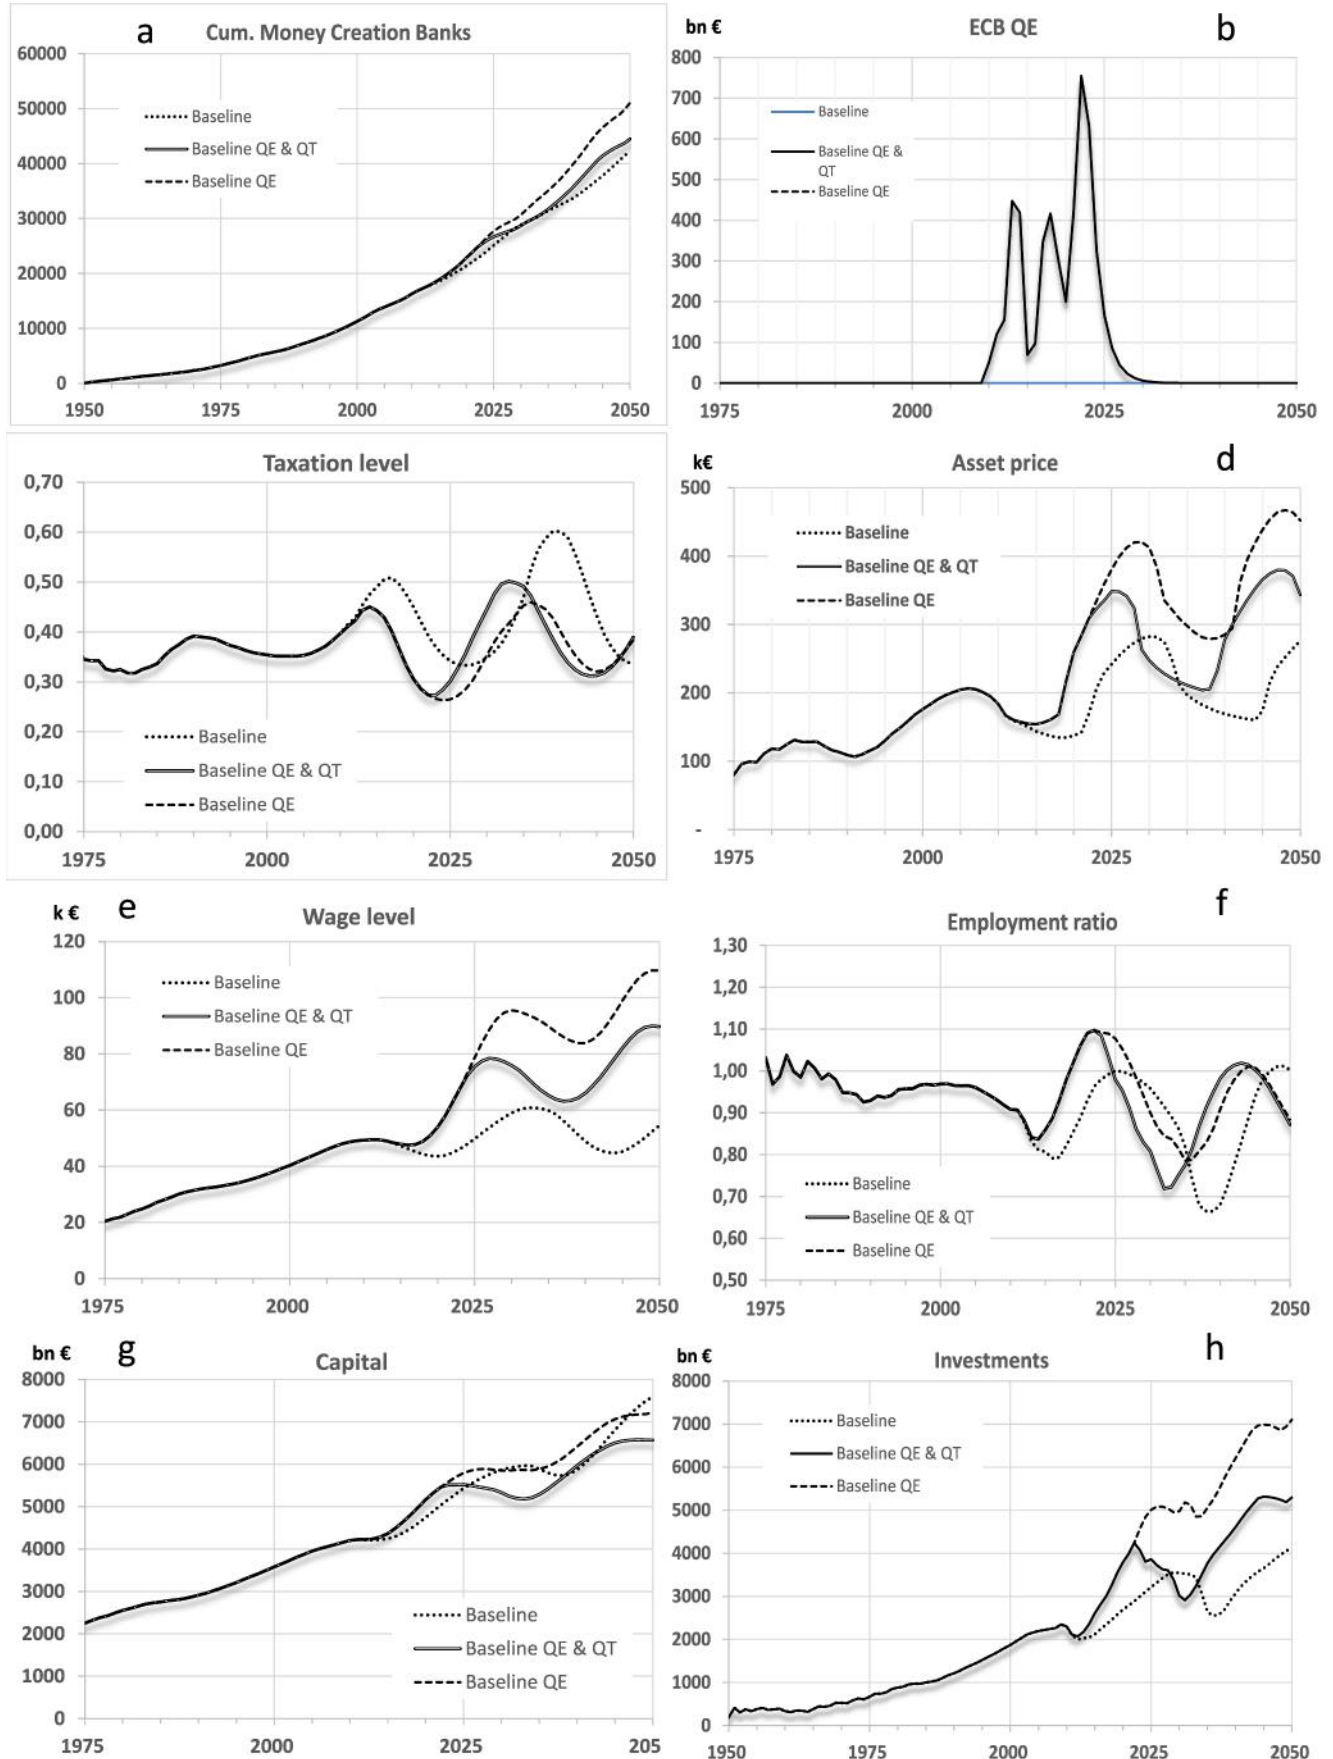 a
Cum. Money Creation Banks
60000
50000
40000
30000
20000
10000
0
Baseline
Baseline QE & QT
Baseline QE
1950
1975
2000
2025
2050
bn €
ECB QE
b
800
700
600
500
400
300
200
100
0
Baseline
Baseline QE &
QT
Baseline QE
1975
2000
2025
2050
Taxation level
0,70
0,60
0,50
0,40
0,30
0,20
0,10
0,00
Baseline
Baseline QE & QT
Baseline QE
1975
2000
2025
2050
k€
Asset price
d
500
400
300
200
100
-
Baseline
Baseline QE & QT
Baseline QE
1975
2000
2025
2050
k €
e
Wage level
120
100
80
60
40
20
0
Baseline
Baseline QE & QT
Baseline QE
1975
2000
2025
2050
f
Employment ratio
1,30
1,20
1,10
1,00
0,90
0,80
0,70
0,60
0,50
Baseline
Baseline QE & QT
Baseline QE
1975
2000
2025
2050
bn €
g
Capital
8000
7000
6000
5000
4000
3000
2000
1000
0
Baseline
Baseline QE & QT
Baseline QE
1975
2000
2025
205
bn €
Investments
h
8000
7000
6000
5000
4000
3000
2000
1000
0
Baseline
Baseline QE & QT
Baseline QE
1950
1975
2000
2025
2050